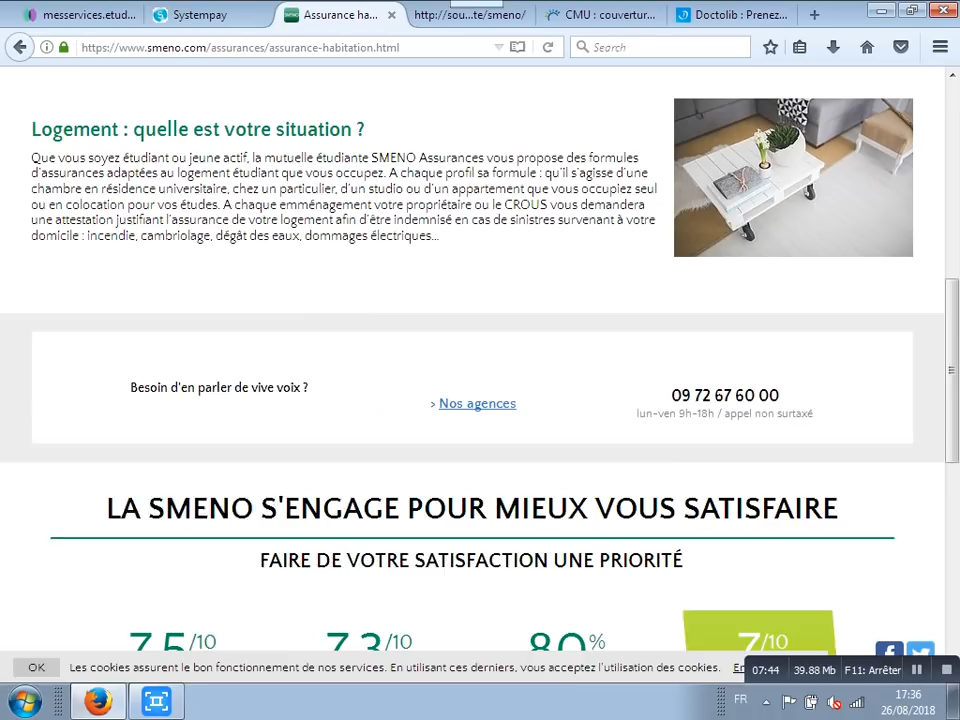 messervices.etud...
Systempay
Assurance ha...
http://sou...te/smeno/
CMU : couvertur...
Doctolib : Prenez...
https://www.smeno.com/assurances/assurance-habitation.html
Search
Logement : quelle est votre situation ?
Que vous soyez étudiant ou jeune actif, la mutuelle étudiante SMENO Assurances vous propose des formules
d'assurances adaptées au logement étudiant que vous occupez. A chaque profil sa formule : qu'il s'agisse d'une
chambre en résidence universitaire, chez un particulier, d'un studio ou d'un appartement que vous occupiez seul
ou en colocation pour vos études. A chaque emménagement votre propriétaire ou le CROUS vous demandera
une attestation justifiant l'assurance de votre logement afin d'être indemnisé en cas de sinistres survenant à votre
domicile : incendie, cambriolage, dégât des eaux, dommages électriques...
Besoin d'en parler de vive voix ?
> Nos agences
09 72 67 60 00
lun-ven 9h-18h / appel non surtaxé
LA SMENO S'ENGAGE POUR MIEUX VOUS SATISFAIRE
FAIRE DE VOTRE SATISFACTION UNE PRIORITÉ
7,5/10
7,3/10
80%
7/10
OK
Les cookies assurent le bon fonctionnement de nos services. En utilisant ces derniers, vous acceptez l'utilisation des cookies.
07:44
39.88 Mb
F11: Arrêter
FR
17:36
26/08/2018